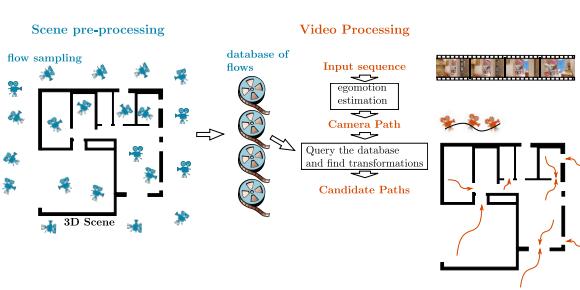 Scene pre-processing
flow sampling
3D Scene
database of
flows
Video Processing
Input sequence
egomotion
estimation
Camera Path
Query the database
and find transformations
Candidate Paths